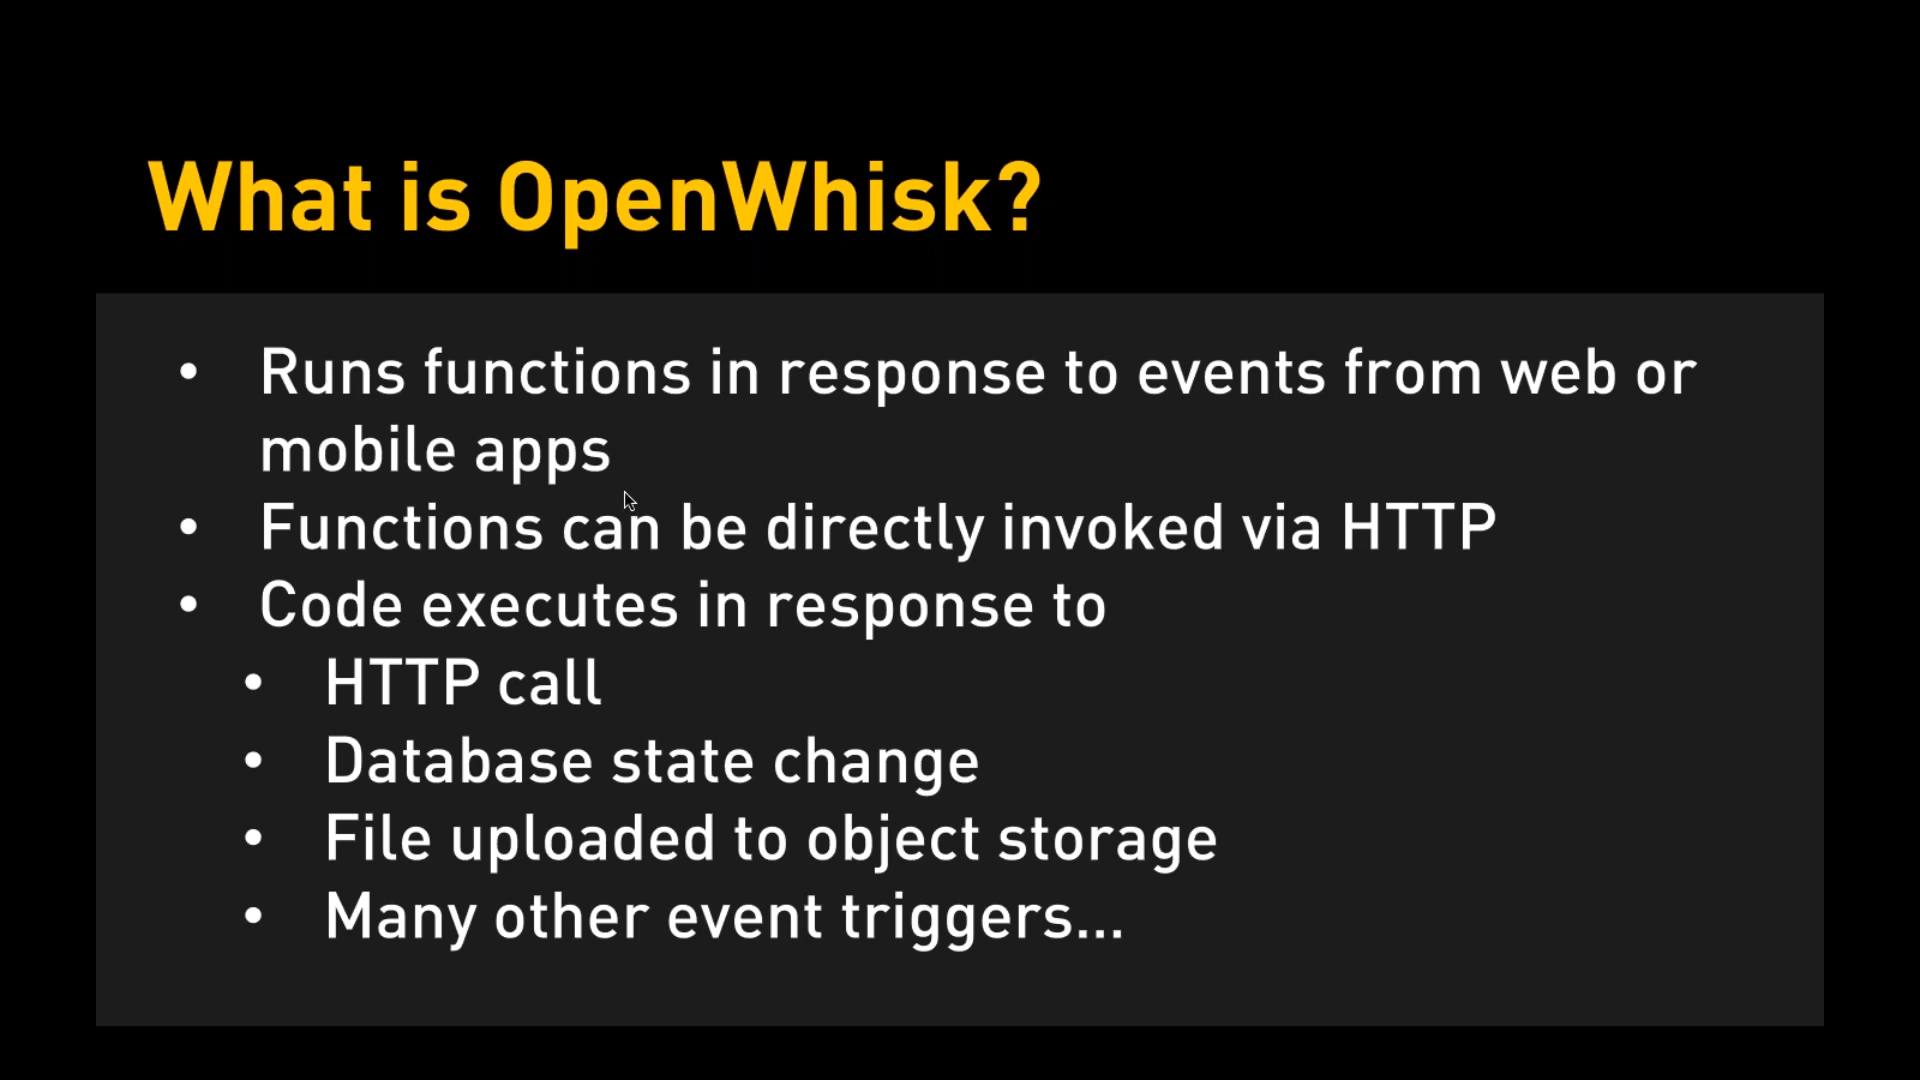 What is OpenWhisk?
• Runs functions in response to events from web or
mobile apps
• Functions can be directly invoked via HTTP
• Code executes in response to
• HTTP call
• Database state change
• File uploaded to object storage
• Many other event triggers...